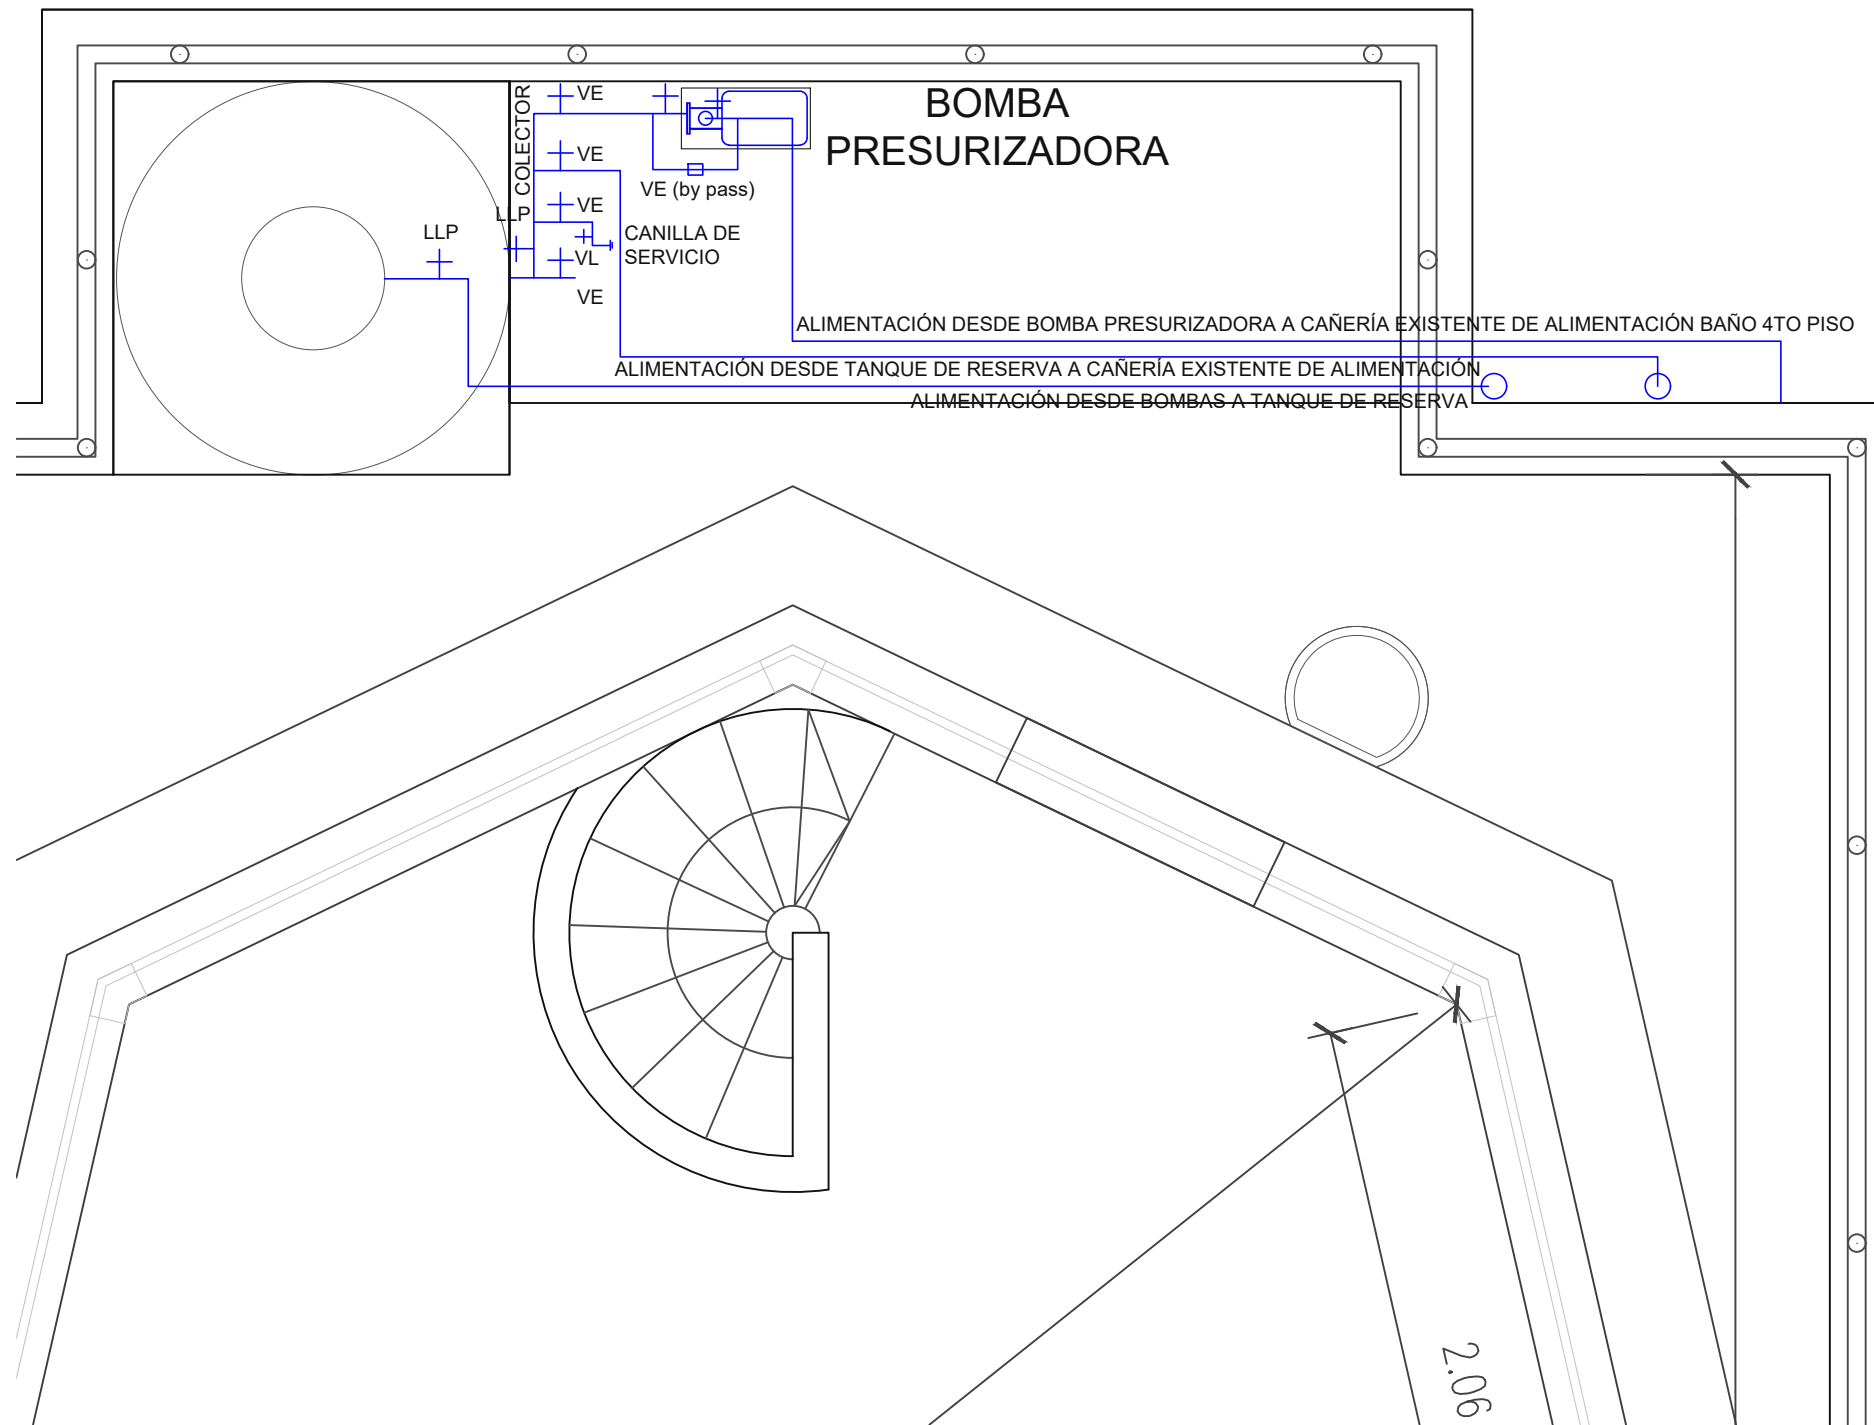 BOMBA
PRESURIZADORA
COLECTOR
VE
VE
VE (by pass)
VE
LLP
LLP
CANILLA DE
SERVICIO
VL
VE
ALIMENTACIÓN DESDE BOMBA PRESURIZADORA A CAÑERÍA EXISTENTE DE ALIMENTACIÓN BAÑO 4TO PISO
ALIMENTACIÓN DESDE TANQUE DE RESERVA A CAÑERÍA EXISTENTE DE ALIMENTACIÓN
ALIMENTACIÓN DESDE BOMBAS A TANQUE DE RESERVA
2.06